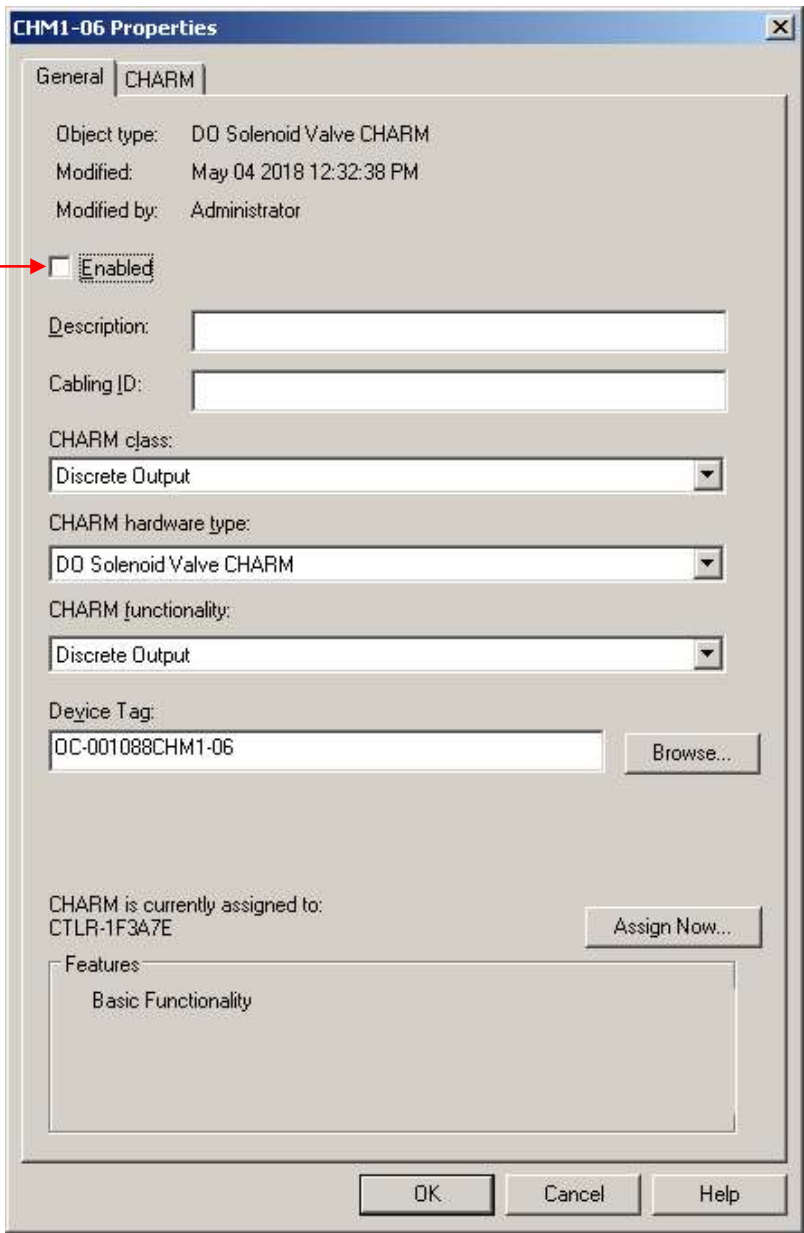 CHM1-06 Properties
General CHARM
Object type: DO Solenoid Valve CHARM
Modified: May 04 2018 12:32:38 PM
Modified by: Administrator
Enabled
Description:
Cabling ID:
CHARM class:
Discrete Output
CHARM hardware type:
DO Solenoid Valve CHARM
CHARM functionality:
Discrete Output
Device Tag:
OC-001088CHM1-06 Browse...
CHARM is currently assigned to:
CTLR-1F3A7E
Assign Now...
Features
Basic Functionality
OK Cancel Help